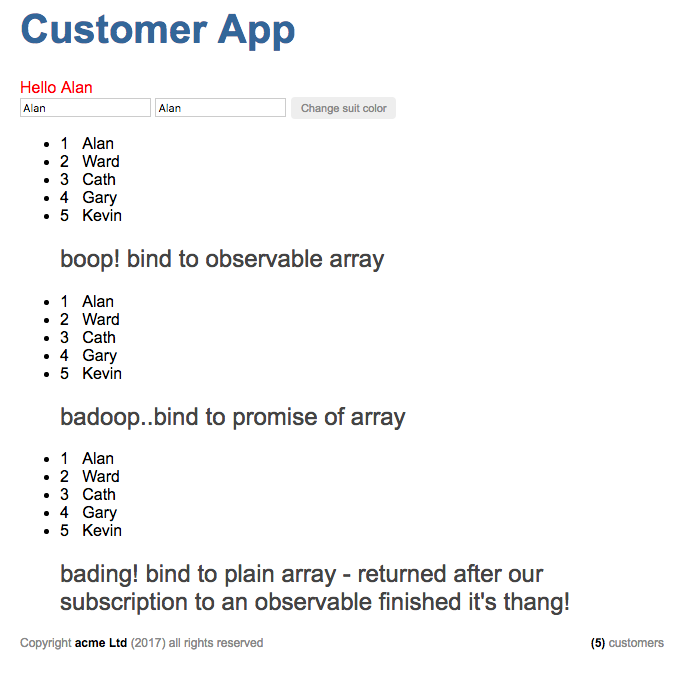 Customer App
Hello Alan
Alan Alan Change suit color
1 Alan
2 Ward
3 Cath
4 Gary
5 Kevin
boop! bind to observable array
1 Alan
2 Ward
3 Cath
4 Gary
5 Kevin
badoop..bind to promise of array
1 Alan
2 Ward
3 Cath
4 Gary
5 Kevin
bading! bind to plain array - returned after our
subscription to an observable finished it's thang!
Copyright acme Ltd (2017) all rights reserved (5) customers